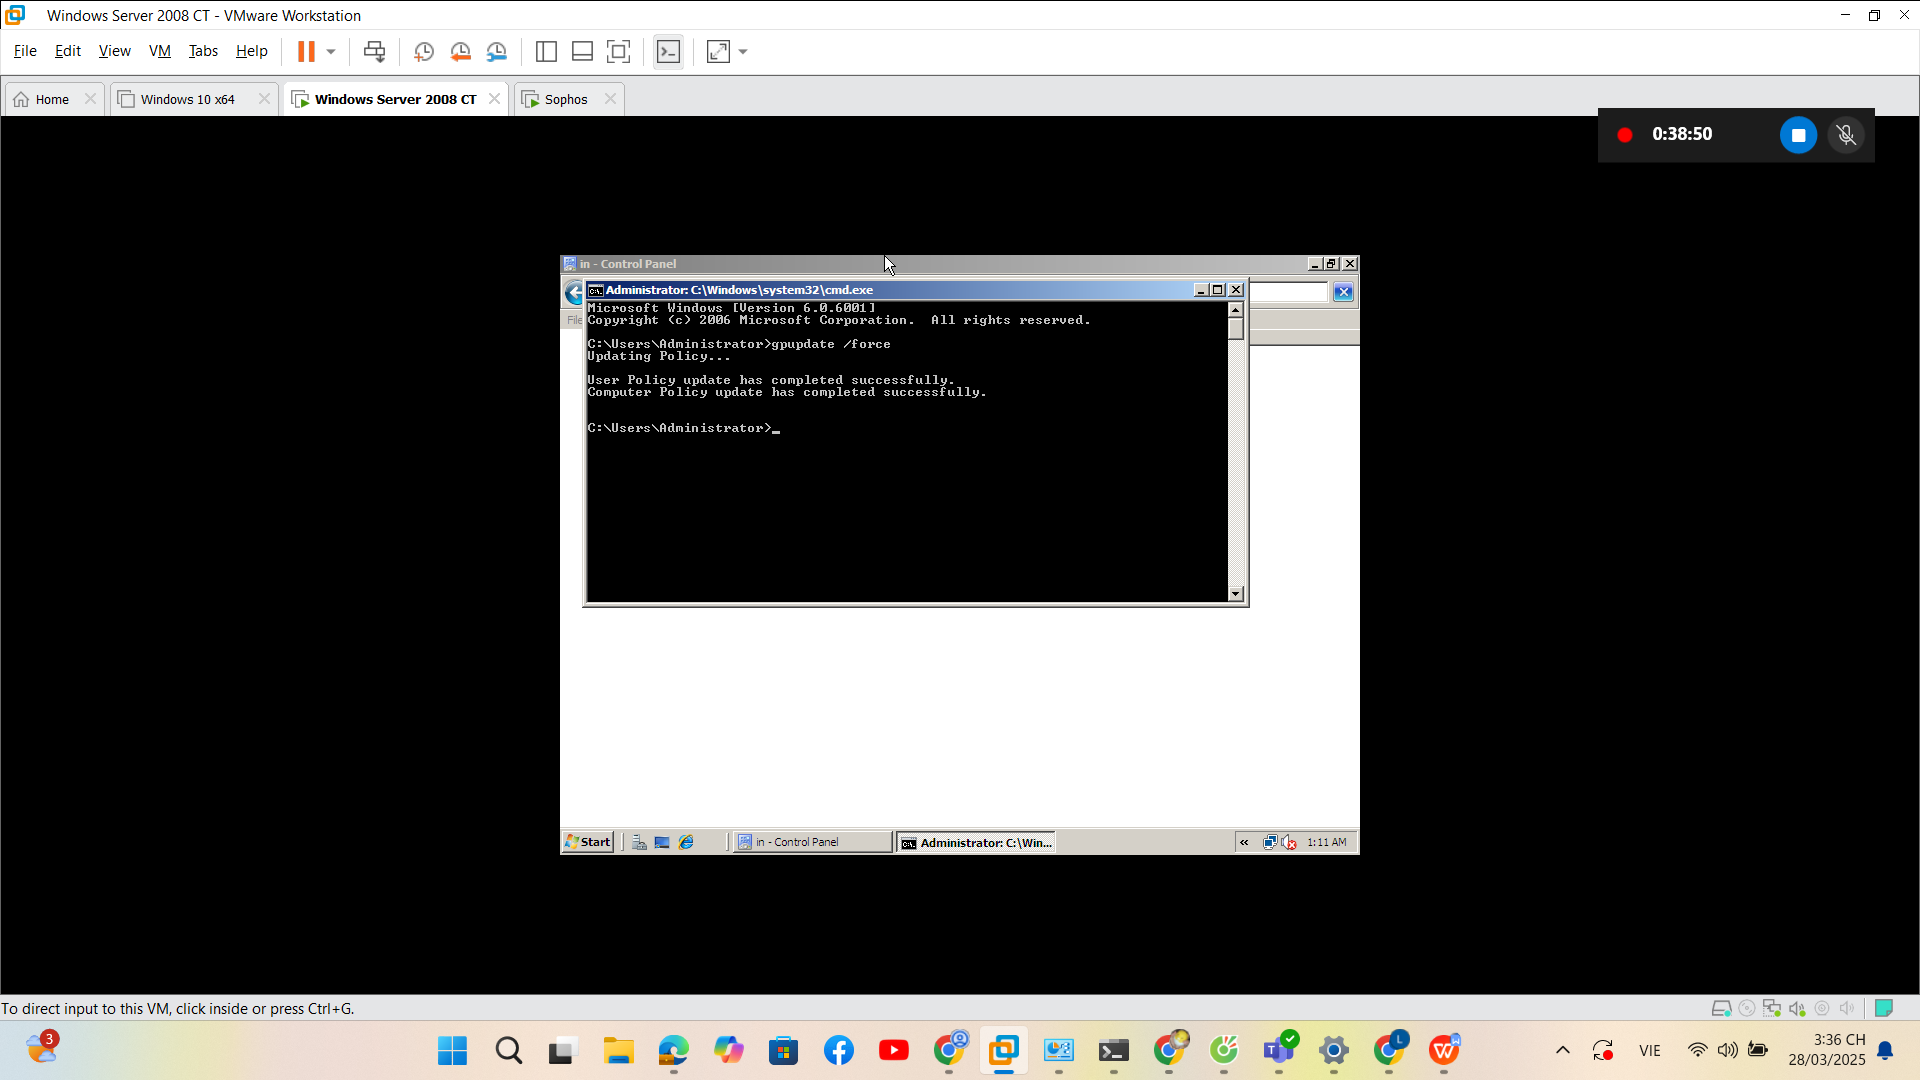 Windows Server 2008 CT - VMware Workstation
File Edit View VM Tabs Help
Home Windows 10 x64 Windows Server 2008 CT Sophos
0:38:50
in - Control Panel
Administrator: C:\Windows\system32\cmd.exe
File
Microsoft Windows [Version 6.0.6001]
Copyright (c) 2006 Microsoft Corporation.  All rights reserved.
C:\Users\Administrator>gpupdate /force
Updating Policy...
User Policy update has completed successfully.
Computer Policy update has completed successfully.
C:\Users\Administrator>_
Start in - Control Panel Administrator: C:\Win... « 1:11 AM
To direct input to this VM, click inside or press Ctrl+G.
3 L VIE 3:36 CH
28/03/2025